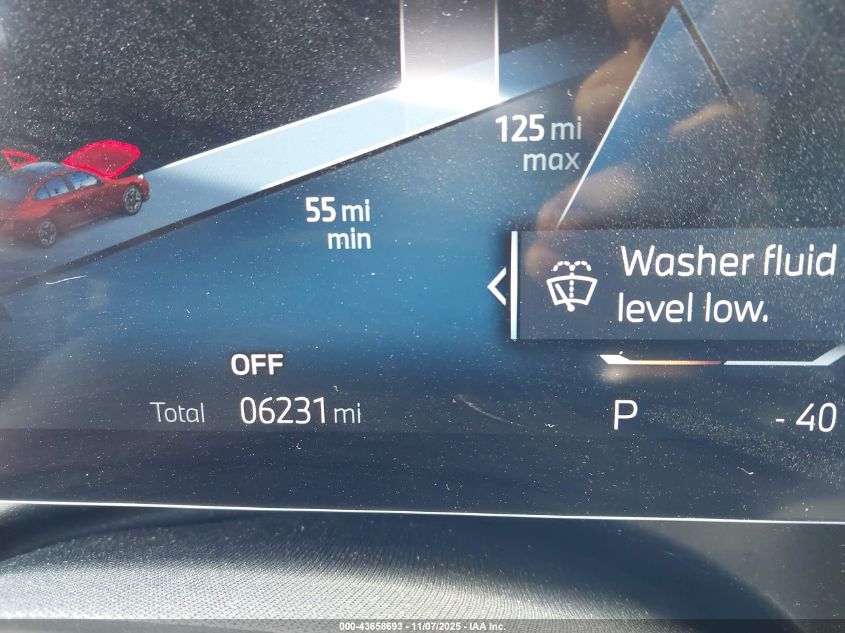 125 mi
max
55 mi
min
Washer fluid
level low.
OFF
Total 06231 mi
P - 40
000-43658693 - 11/07/2025 - IAA Inc.